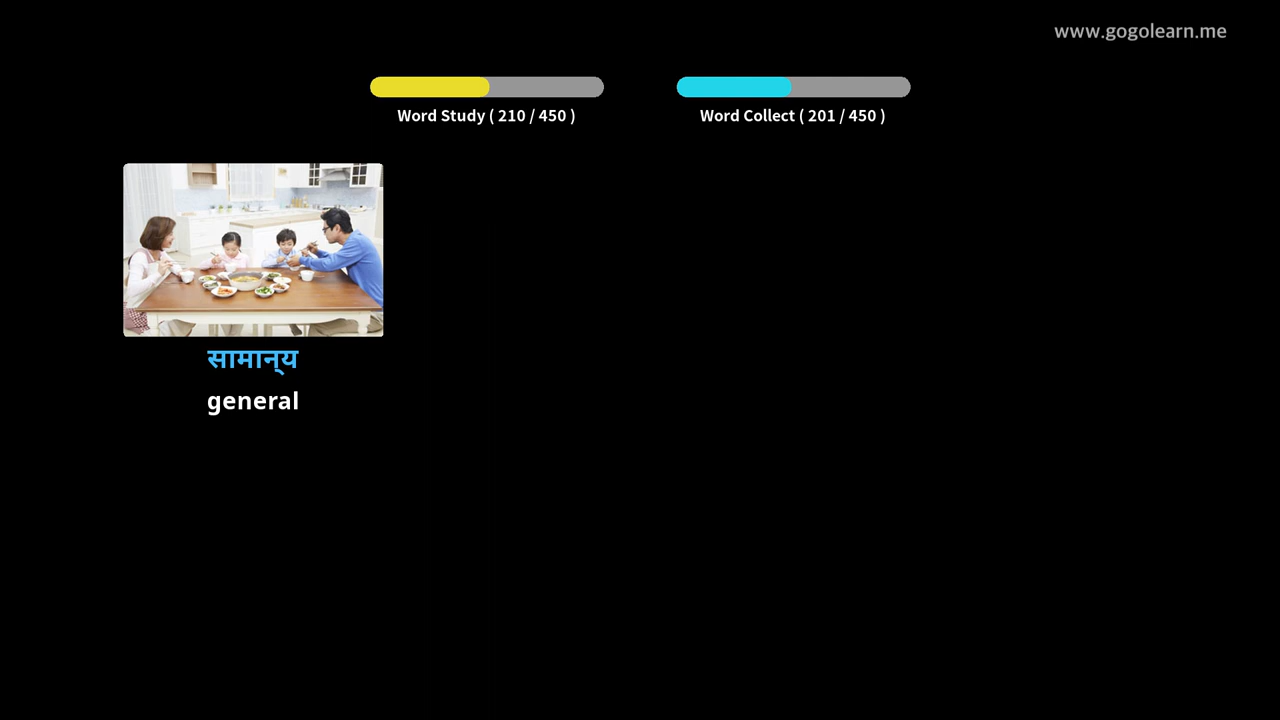 www.gogolearn.me
Word Study ( 210 / 450 )
Word Collect ( 201 / 450 )
सामान्य
general